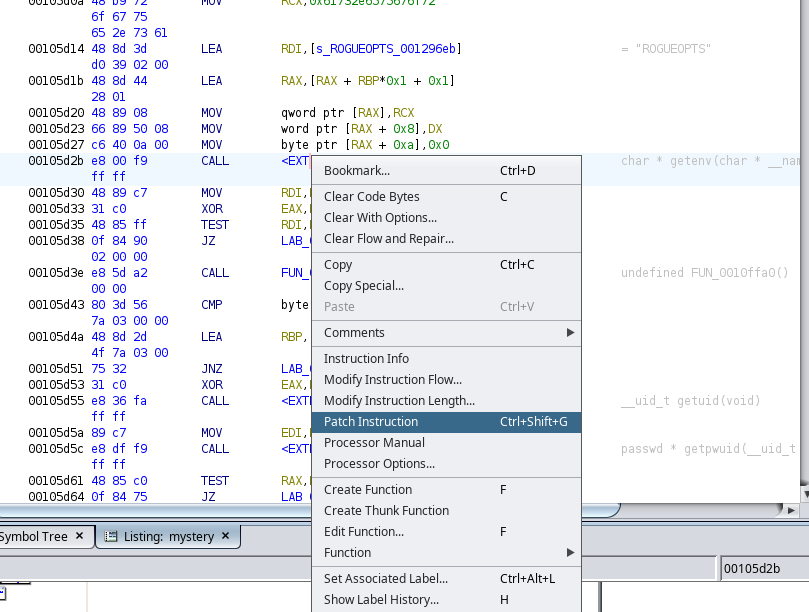 00105d0a 48 b9 72 MOV RCX,0x61732e6573676f72
6f 67 75
65 2e 73 61
00105d14 48 8d 3d LEA RDI,[s_ROGUEOPTS_001296eb] = "ROGUEOPTS"
d0 39 02 00
00105d1b 48 8d 44 LEA RAX,[RAX + RBP*0x1 + 0x1]
28 01
00105d20 48 89 08 MOV qword ptr [RAX],RCX
00105d23 66 89 50 08 MOV word ptr [RAX + 0x8],DX
00105d27 c6 40 0a 00 MOV byte ptr [RAX + 0xa],0x0
00105d2b e8 00 f9 CALL <EXT char * getenv(char * __nam
ff ff
00105d30 48 89 c7 MOV RDI,
00105d33 31 c0 XOR EAX,
00105d35 48 85 ff TEST RDI,
00105d38 0f 84 90 JZ LAB_
02 00 00
00105d3e e8 5d a2 CALL FUN_ undefined FUN_0010ffa0()
00 00
00105d43 80 3d 56 CMP byte
7a 03 00 00
00105d4a 48 8d 2d LEA RBP,
4f 7a 03 00
00105d51 75 32 JNZ LAB_
00105d53 31 c0 XOR EAX,
00105d55 e8 36 fa CALL <EXT __uid_t getuid(void)
ff ff
00105d5a 89 c7 MOV EDI,
00105d5c e8 df f9 CALL <EXT passwd * getpwuid(__uid_t
ff ff
00105d61 48 85 c0 TEST RAX,
00105d64 0f 84 75 JZ LAB
Bookmark... Ctrl+D
Clear Code Bytes C
Clear With Options...
Clear Flow and Repair...
Copy Ctrl+C
Copy Special...
Paste Ctrl+V
Comments
Instruction Info
Modify Instruction Flow...
Modify Instruction Length...
Patch Instruction Ctrl+Shift+G
Processor Manual
Processor Options...
Create Function F
Create Thunk Function
Edit Function... F
Function
Set Associated Label... Ctrl+Alt+L
Show Label History... H
Symbol Tree × Listing: mystery ×
00105d2b